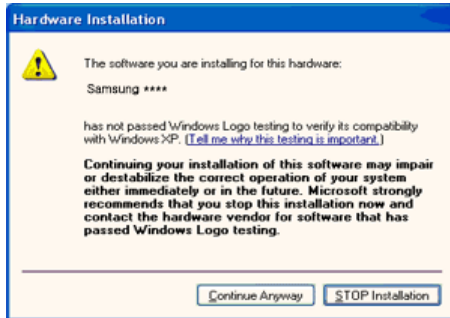 Hardware Installation
The software you are installing for this hardware:
Samsung ****
has not passed Windows Logo testing to verify its compatibility
with Windows XP. (Tell me why this testing is important.)
Continuing your installation of this software may impair
or destabilize the correct operation of your system
either immediately or in the future. Microsoft strongly
recommends that you stop this installation now and
contact the hardware vendor for software that has
passed Windows Logo testing.
Continue Anyway
STOP Installation